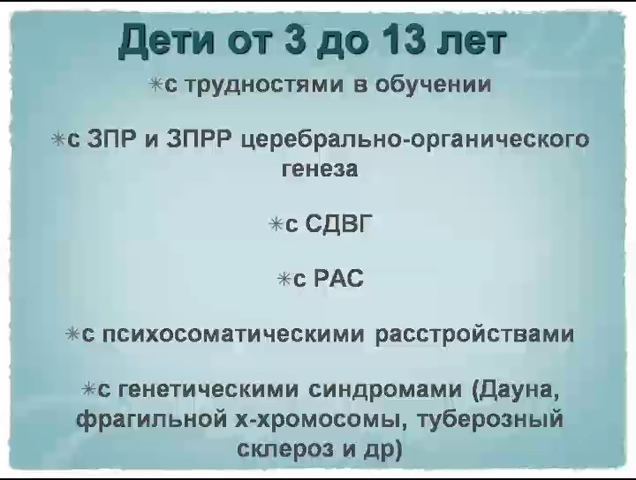 Дети от 3 до 13 лет
✳с трудностями в обучении
✳с ЗПР и ЗПРР церебрально-органического
генеза
✳с СДВГ
✳с РАС
✳с психосоматическими расстройствами
✳с генетическими синдромами (Дауна,
фрагильной х-хромосомы, туберозный
склероз и др)